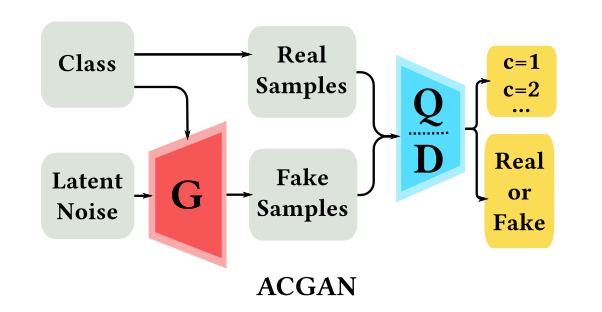 Class
Real
Samples
c=1
c=2
...
Q
D
Latent
Noise
G
Fake
Samples
Real
or
Fake
ACGAN